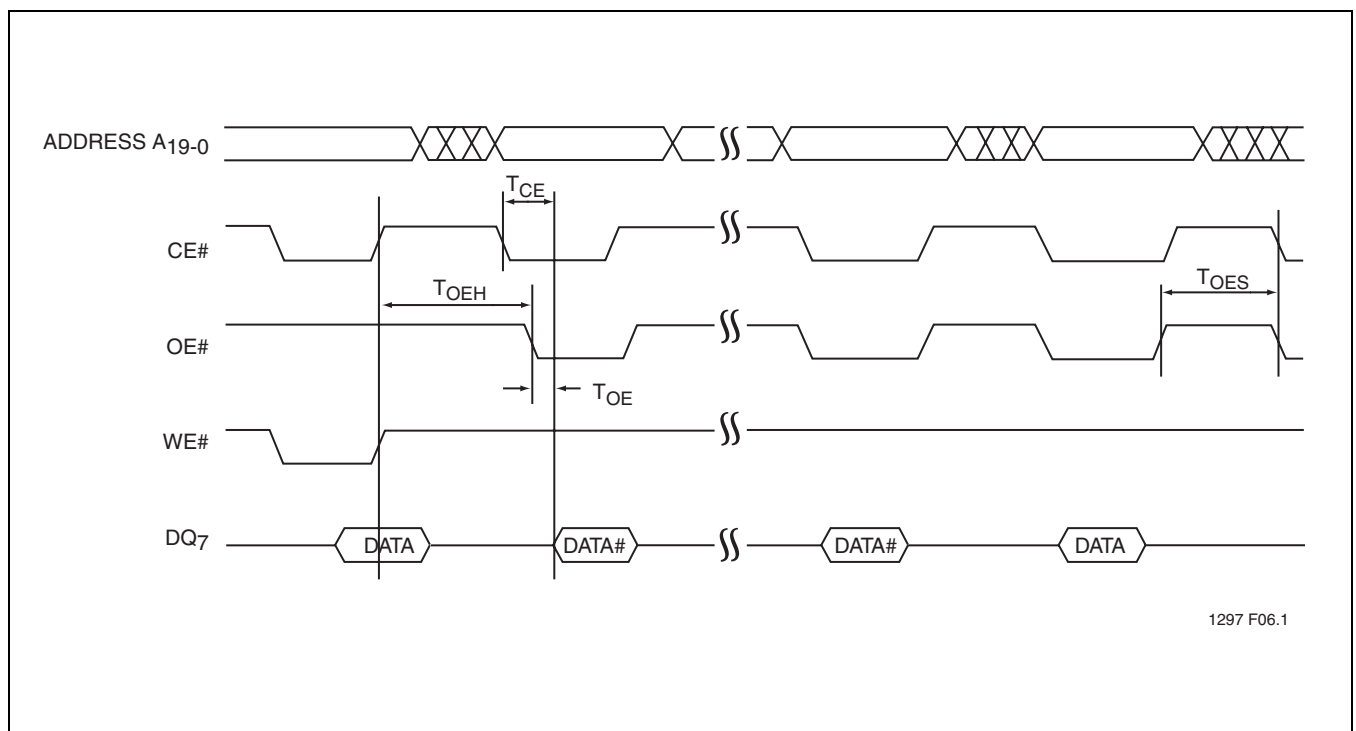 ADDRESS A19-0
TCE
CE#
TOEH
TOES
OE#
TOE
WE#
DQ7
DATA
DATA#
DATA#
DATA
1297 F06.1